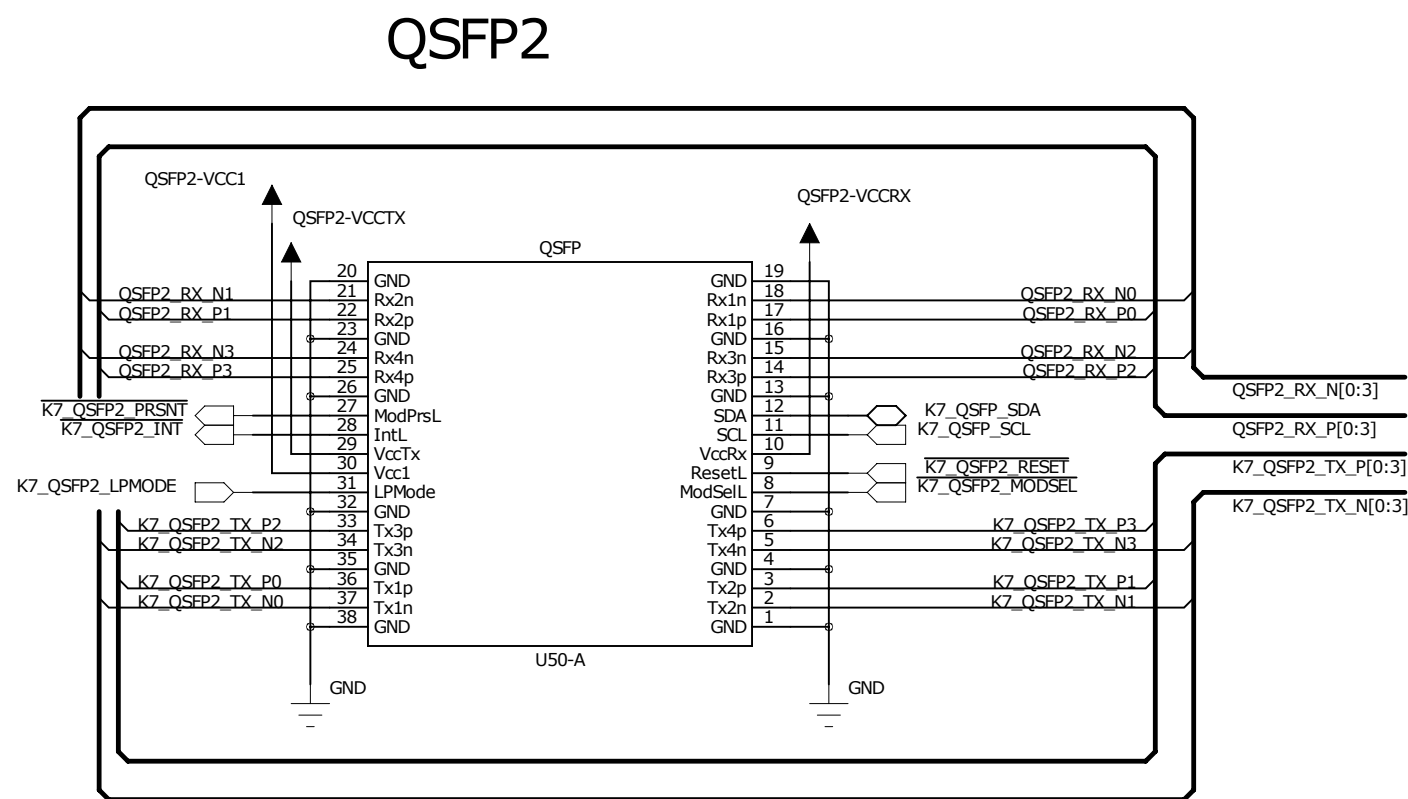 QSFP2
QSFP2-VCC1
QSFP2-VCCTX
QSFP2-VCCRX
QSFP
20 GND GND 19
QSFP2_RX_N1 21 Rx2n Rx1n 18 QSFP2_RX_N0
QSFP2_RX_P1 22 Rx2p Rx1p 17 QSFP2_RX_P0
23 GND GND 16
QSFP2_RX_N3 24 Rx4n Rx3n 15 QSFP2_RX_N2
QSFP2_RX_P3 25 Rx4p Rx3p 14 QSFP2_RX_P2
26 GND GND 13
QSFP2_RX_N[0:3]
K7_QSFP2_PRSNT 27 ModPrsL SDA 12 K7_QSFP_SDA
K7_QSFP2_INT 28 IntL SCL 11 K7_QSFP_SCL
QSFP2_RX_P[0:3]
29 VccTx VccRx 10
30 Vcc1 ResetL 9 K7_QSFP2_RESET
K7_QSFP2_TX_P[0:3]
K7_QSFP2_LPMODE 31 LPMode ModSelL 8 K7_QSFP2_MODSEL
32 GND GND 7
K7_QSFP2_TX_N[0:3]
K7_QSFP2_TX_P2 33 Tx3p Tx4p 6 K7_QSFP2_TX_P3
K7_QSFP2_TX_N2 34 Tx3n Tx4n 5 K7_QSFP2_TX_N3
35 GND GND 4
K7_QSFP2_TX_P0 36 Tx1p Tx2p 3 K7_QSFP2_TX_P1
K7_QSFP2_TX_N0 37 Tx1n Tx2n 2 K7_QSFP2_TX_N1
38 GND GND 1
U50-A
GND
GND